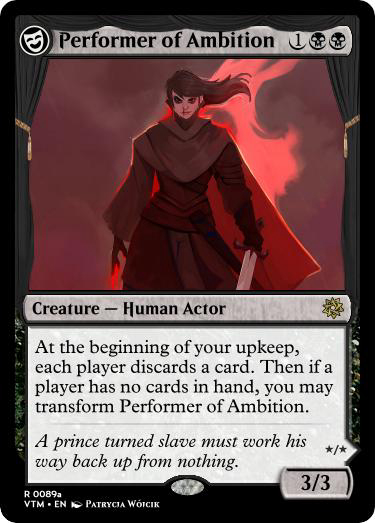 Performer of Ambition 1
Creature — Human Actor
At the beginning of your upkeep,
each player discards a card. Then if a
player has no cards in hand, you may
transform Performer of Ambition.
A prince turned slave must work his
way back up from nothing.
*/*
3/3
R 0089a
VTM • EN Patrycja Wójcik